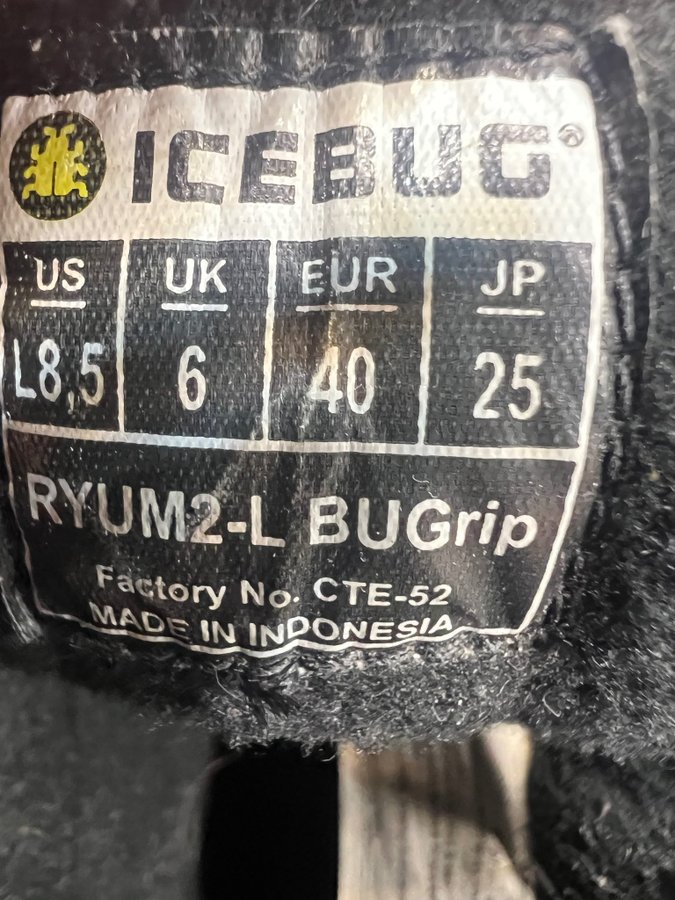 ICEBUG®
US UK EUR JP
L8,5 6 40 25
RYUM2-L BUGrip
Factory No. CTE-52
MADE IN INDONESIA